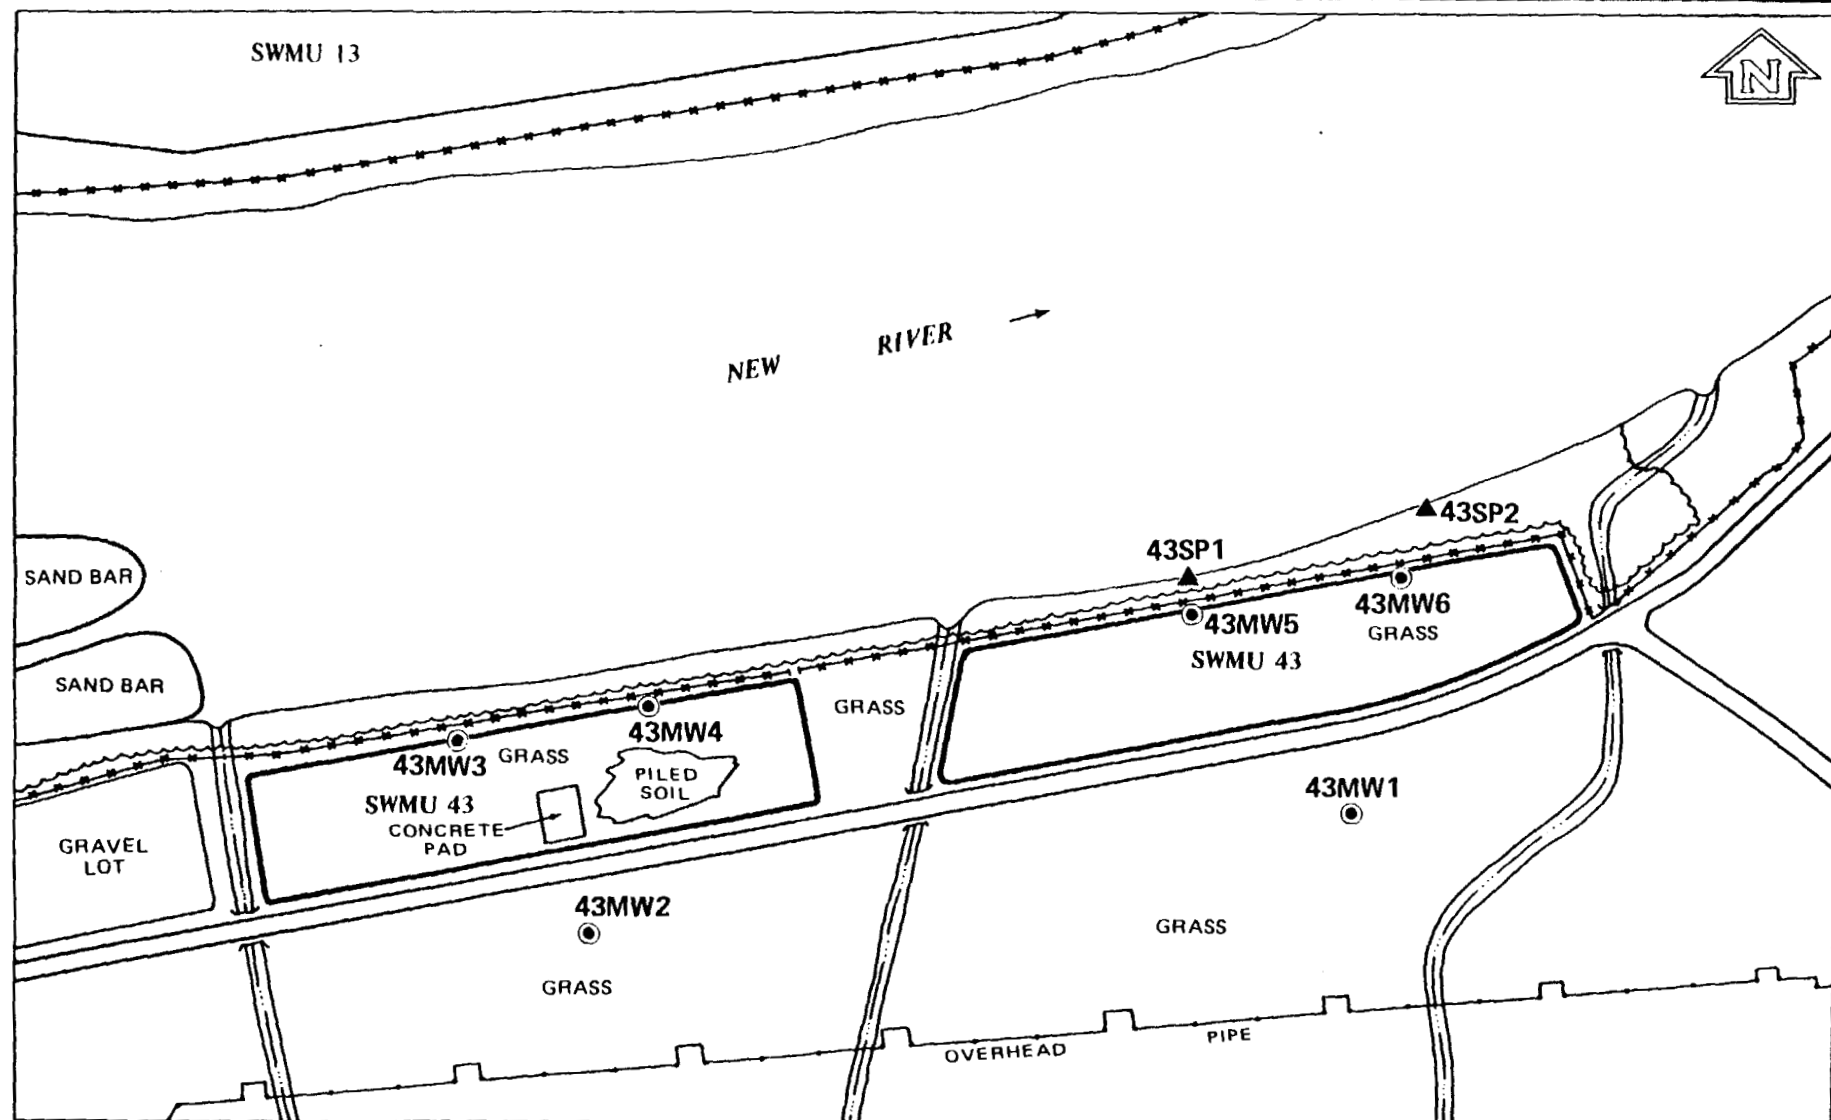 SWMU 13
N
NEW RIVER
SAND BAR
SAND BAR
43SP1
43SP2
43MW6
GRASS
43MW5
SWMU 43
GRASS
43MW4
43MW3
GRASS
PILED
SOIL
SWMU 43
CONCRETE
PAD
GRAVEL
LOT
43MW1
43MW2
GRASS
GRASS
OVERHEAD PIPE